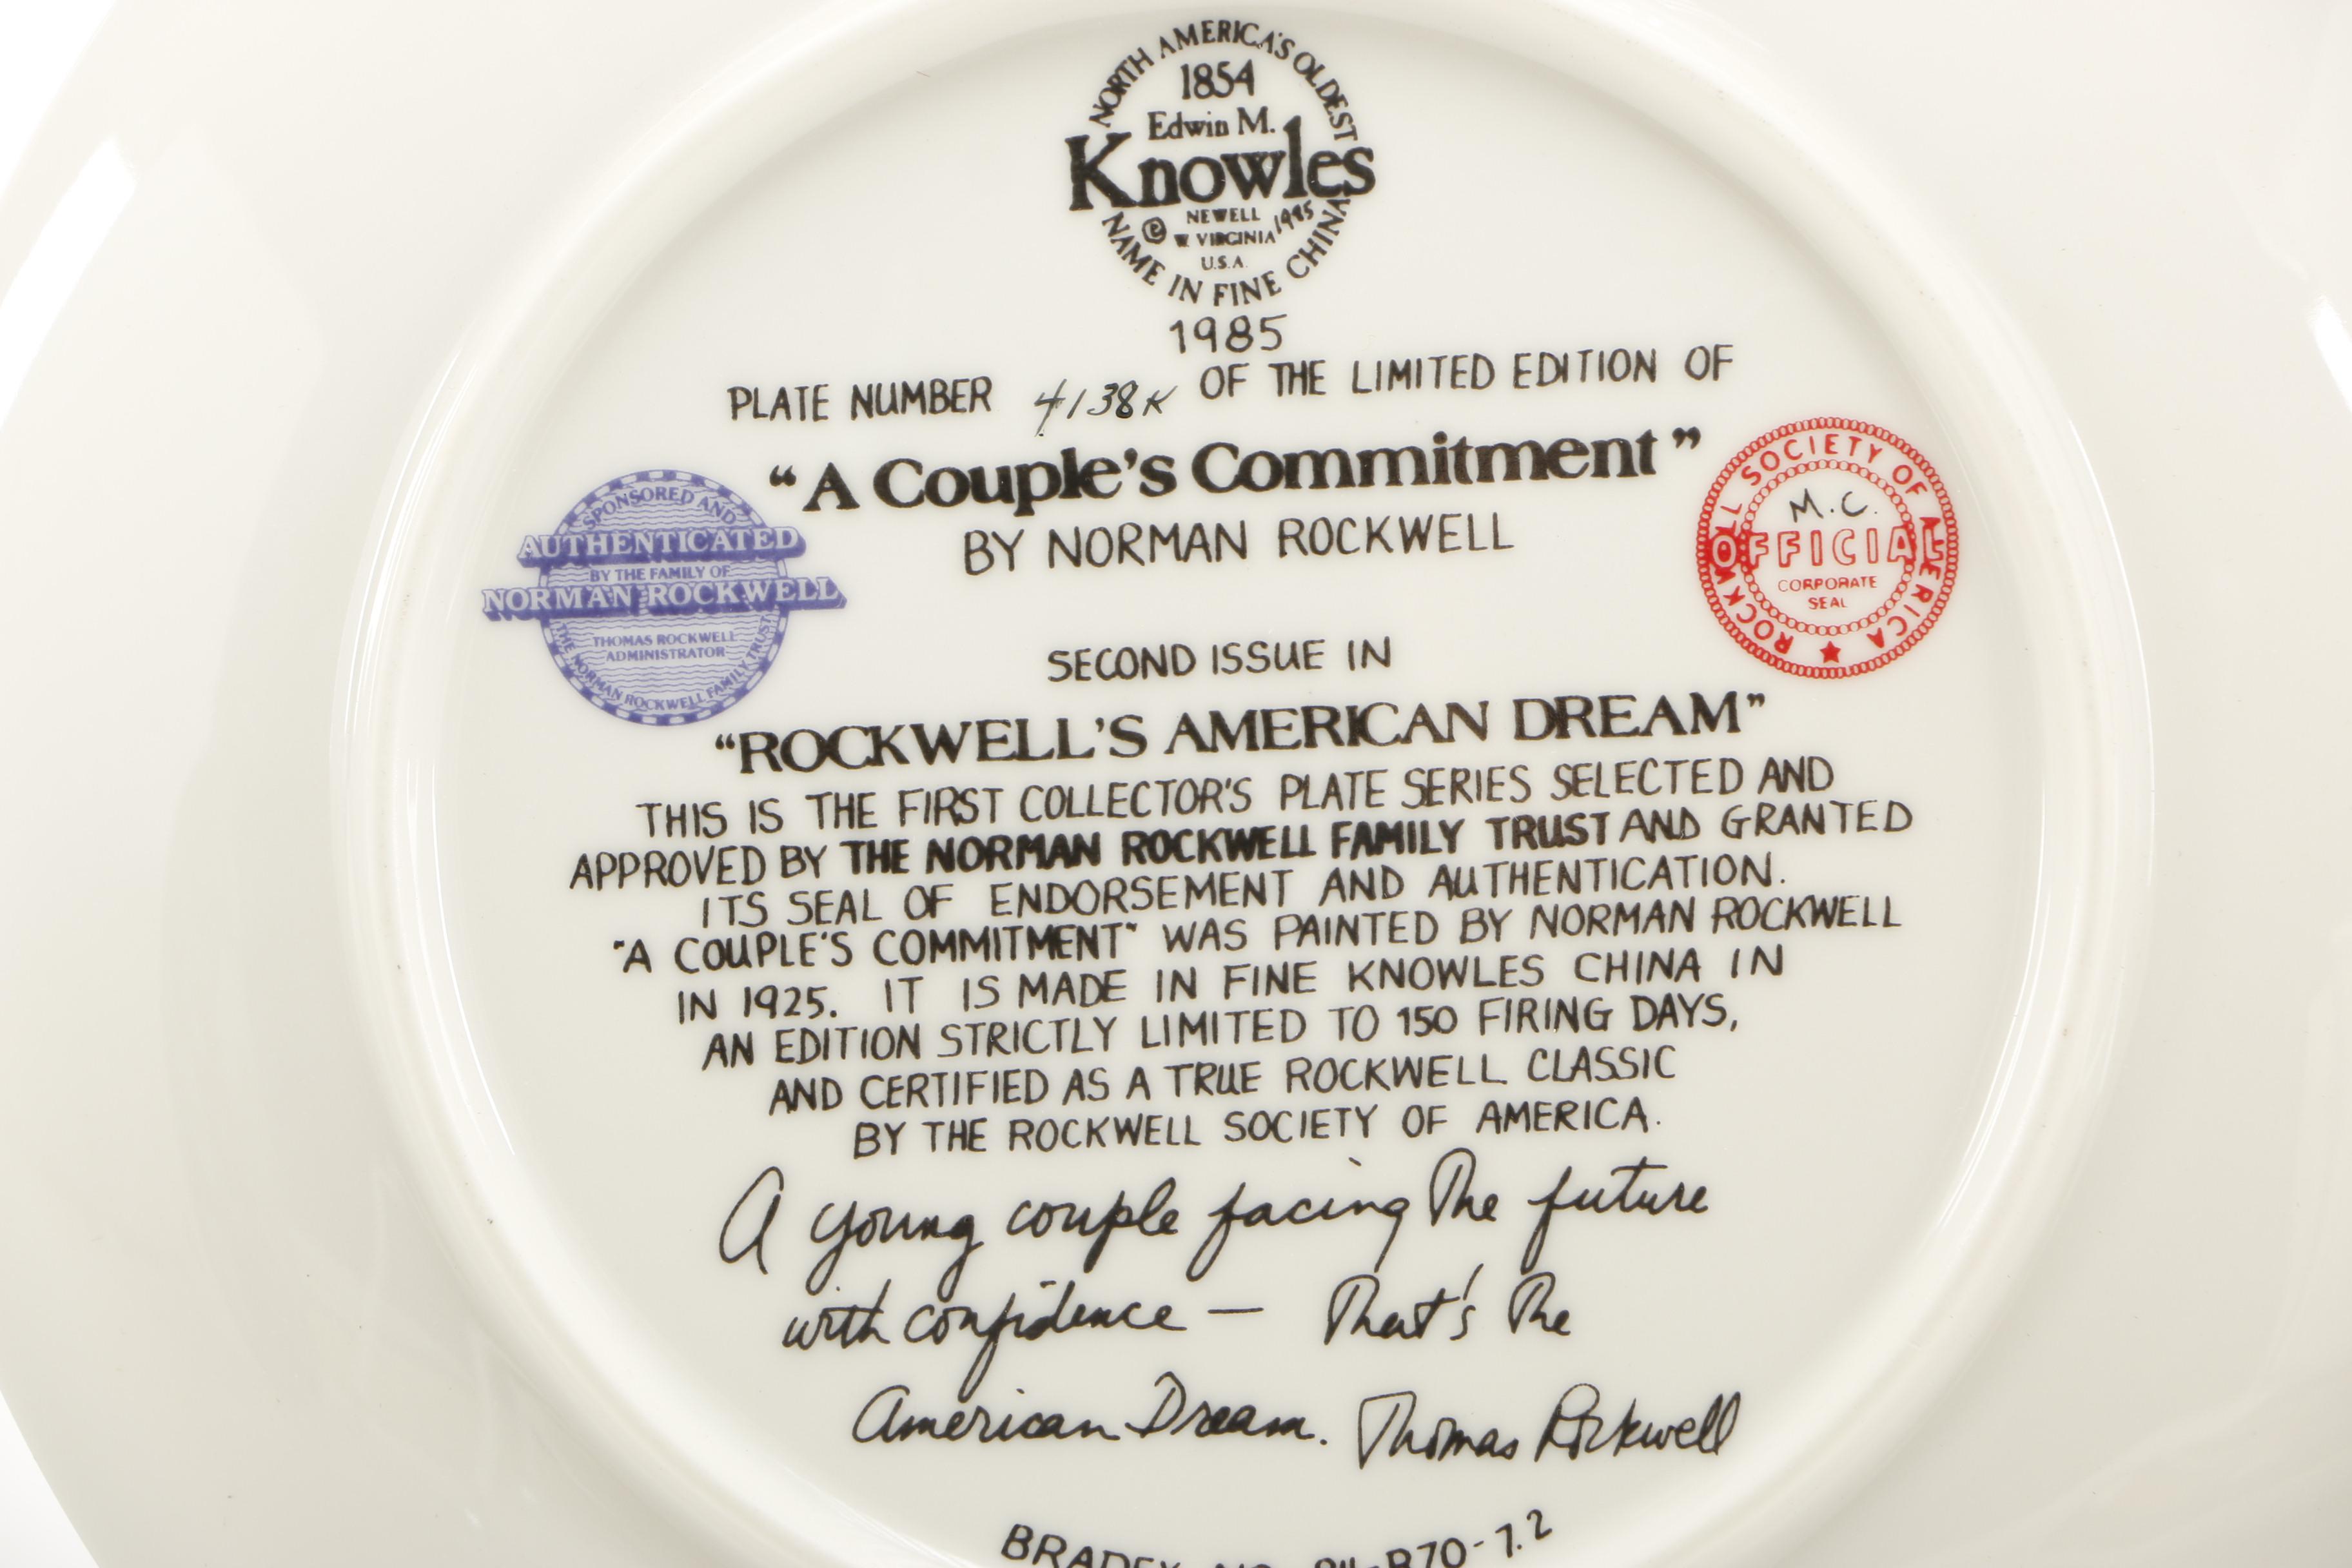 NORTH AMERICA'S OLDEST
1854
Edwin M.
Knowles
NEWELL
© W. VIRGINIA 1985
U.S.A.
NAME IN FINE CHINA
1985
PLATE NUMBER 4138K OF THE LIMITED EDITION OF
"A Couple's Commitment"
BY NORMAN ROCKWELL
SPONSORED AND
AUTHENTICATED
BY THE FAMILY OF
NORMAN ROCKWELL
THOMAS ROCKWELL
ADMINISTRATOR
THE NORMAN ROCKWELL FAMILY TRUST
ROCKWELL SOCIETY OF AMERICA
M.C.
OFFICIAL
CORPORATE
SEAL
SECOND ISSUE IN
"ROCKWELL'S AMERICAN DREAM"
THIS IS THE FIRST COLLECTOR'S PLATE SERIES SELECTED AND
APPROVED BY THE NORMAN ROCKWELL FAMILY TRUST AND GRANTED
ITS SEAL OF ENDORSEMENT AND AUTHENTICATION.
"A COUPLE'S COMMITMENT" WAS PAINTED BY NORMAN ROCKWELL
IN 1925. IT IS MADE IN FINE KNOWLES CHINA IN
AN EDITION STRICTLY LIMITED TO 150 FIRING DAYS,
AND CERTIFIED AS A TRUE ROCKWELL CLASSIC
BY THE ROCKWELL SOCIETY OF AMERICA.
A young couple facing The future
with confidence — That's The
American Dream. Thomas Rockwell
BRADEX NO. 84-R70-7.2